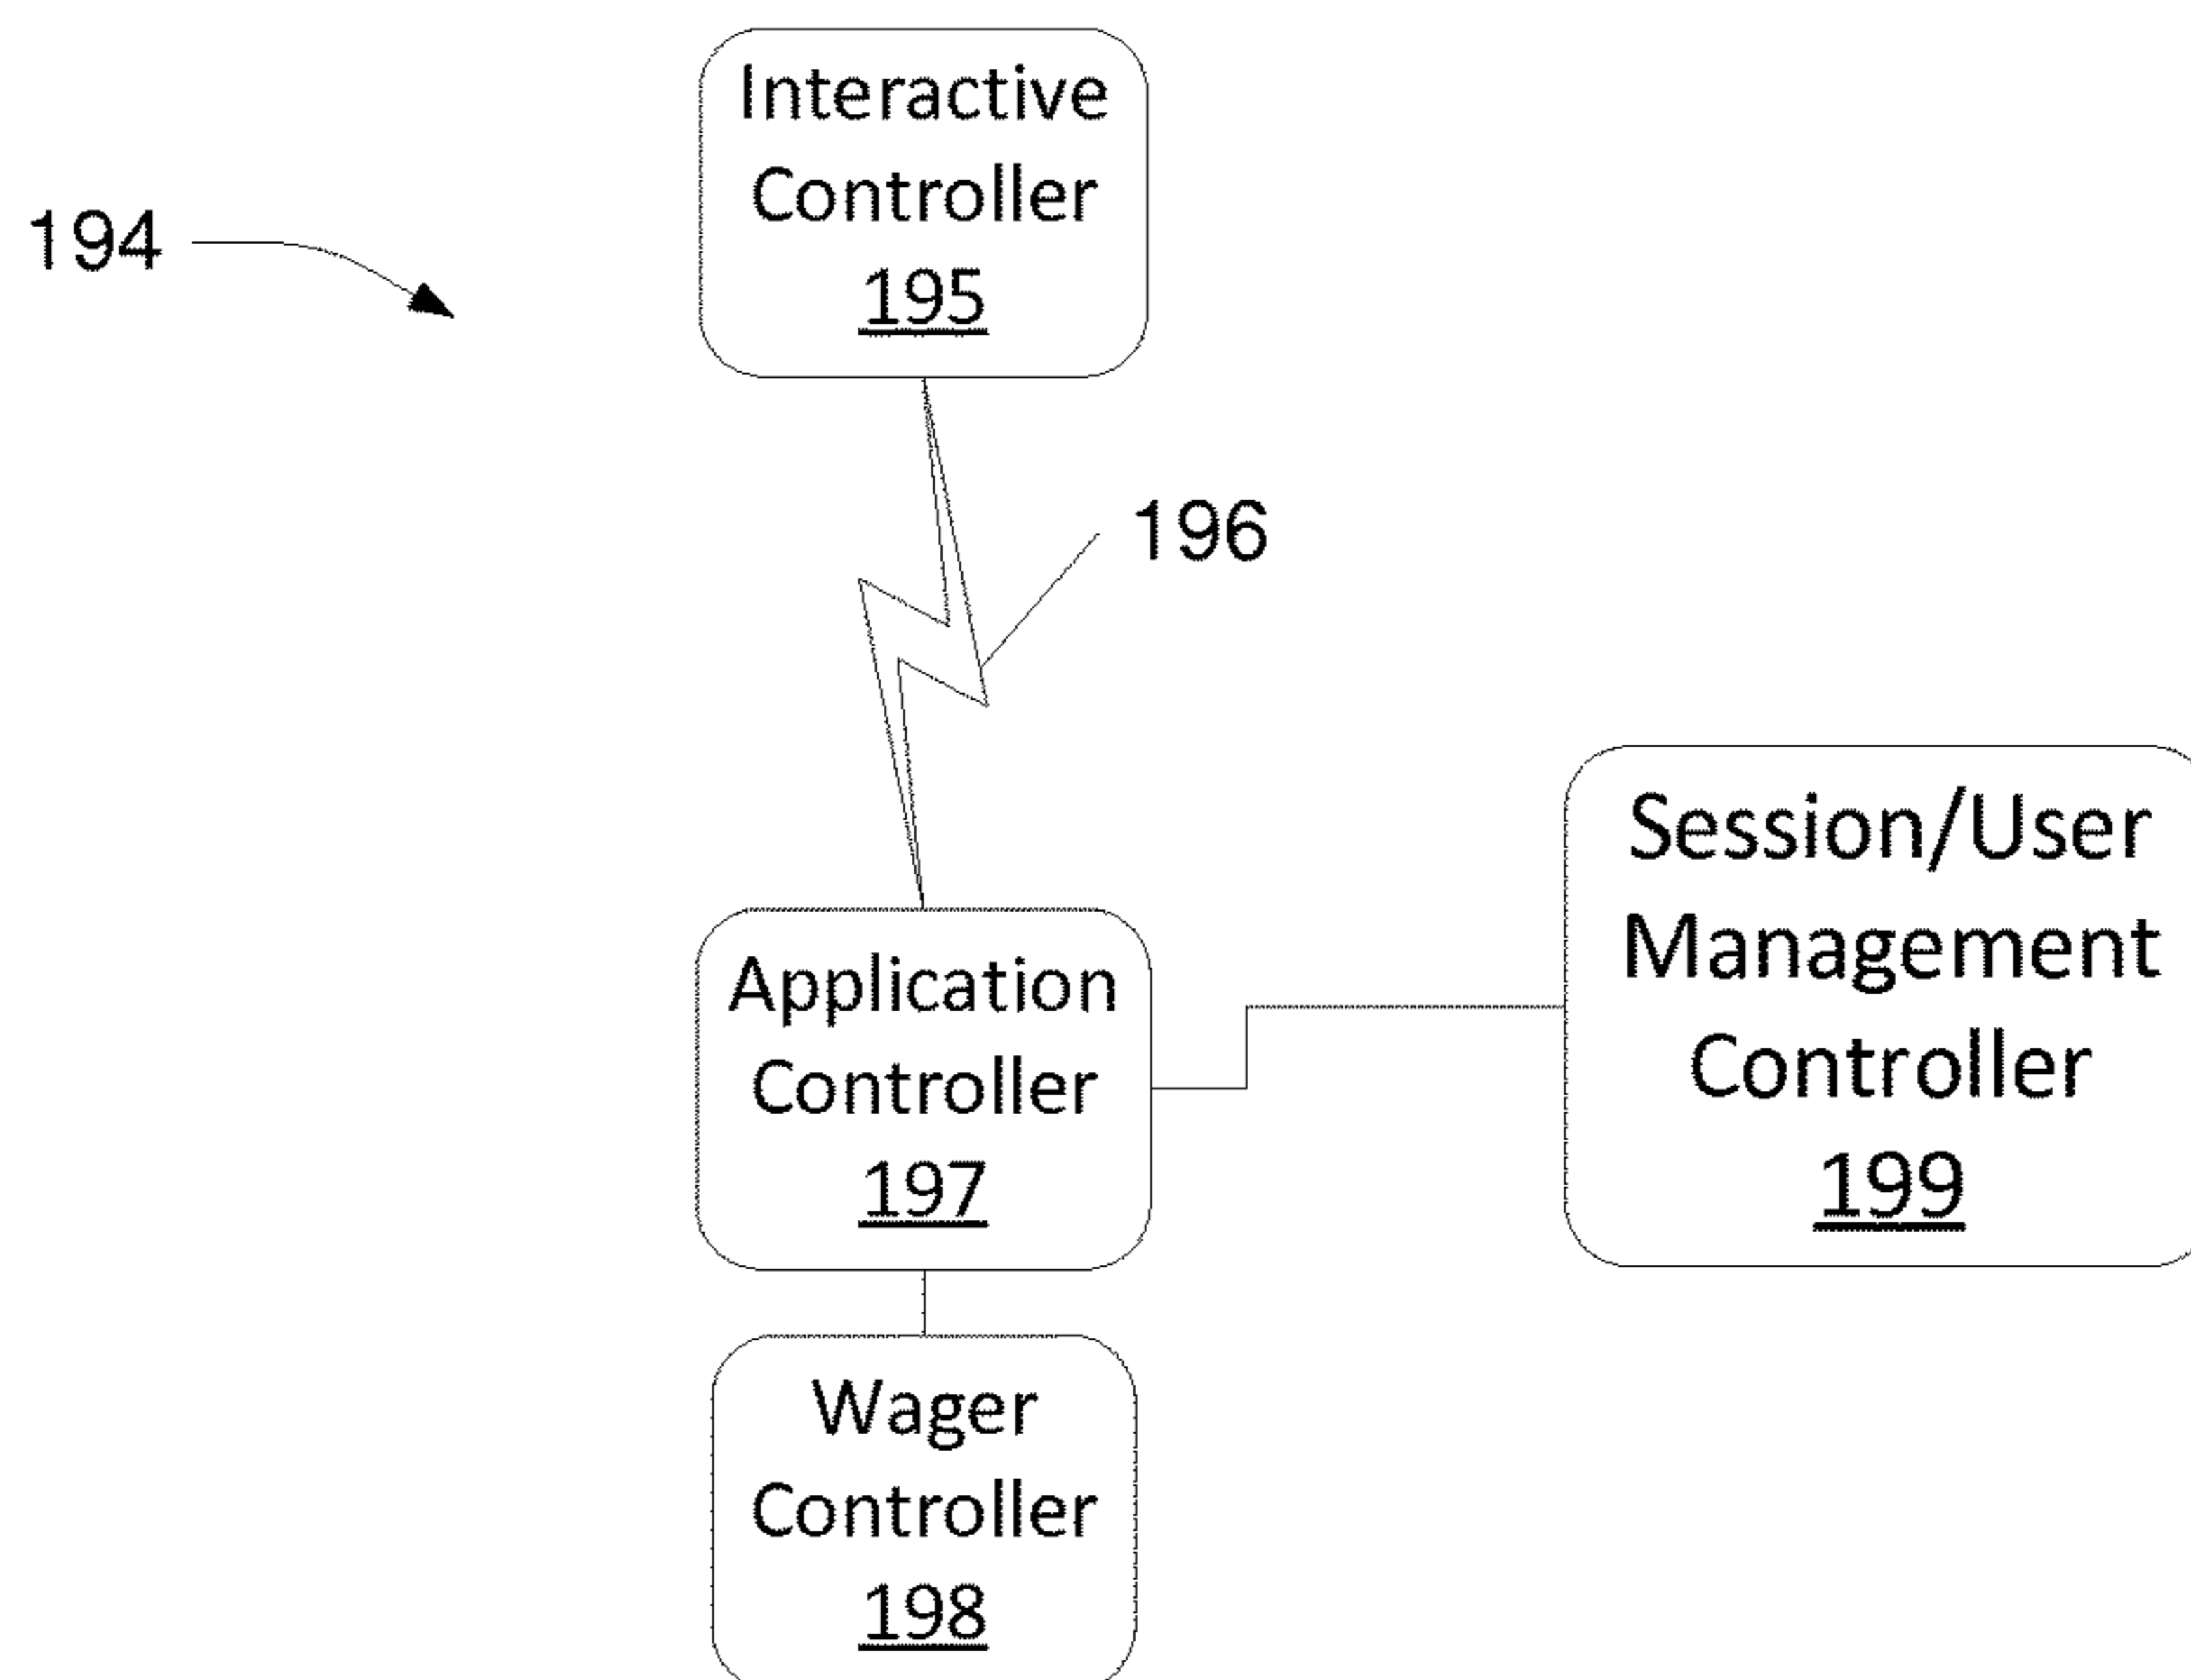 Interactive
Controller
195
194
196
Application
Controller
197
Session/User
Management
Controller
199
Wager
Controller
198